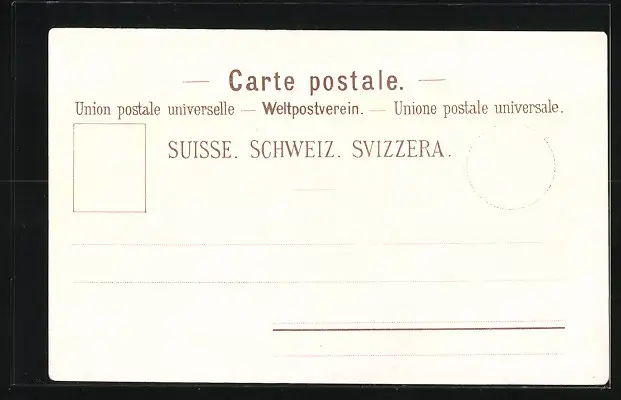 — Carte postale. —
Union postale universelle — Weltpostverein. — Unione postale universale.
SUISSE. SCHWEIZ. SVIZZERA.